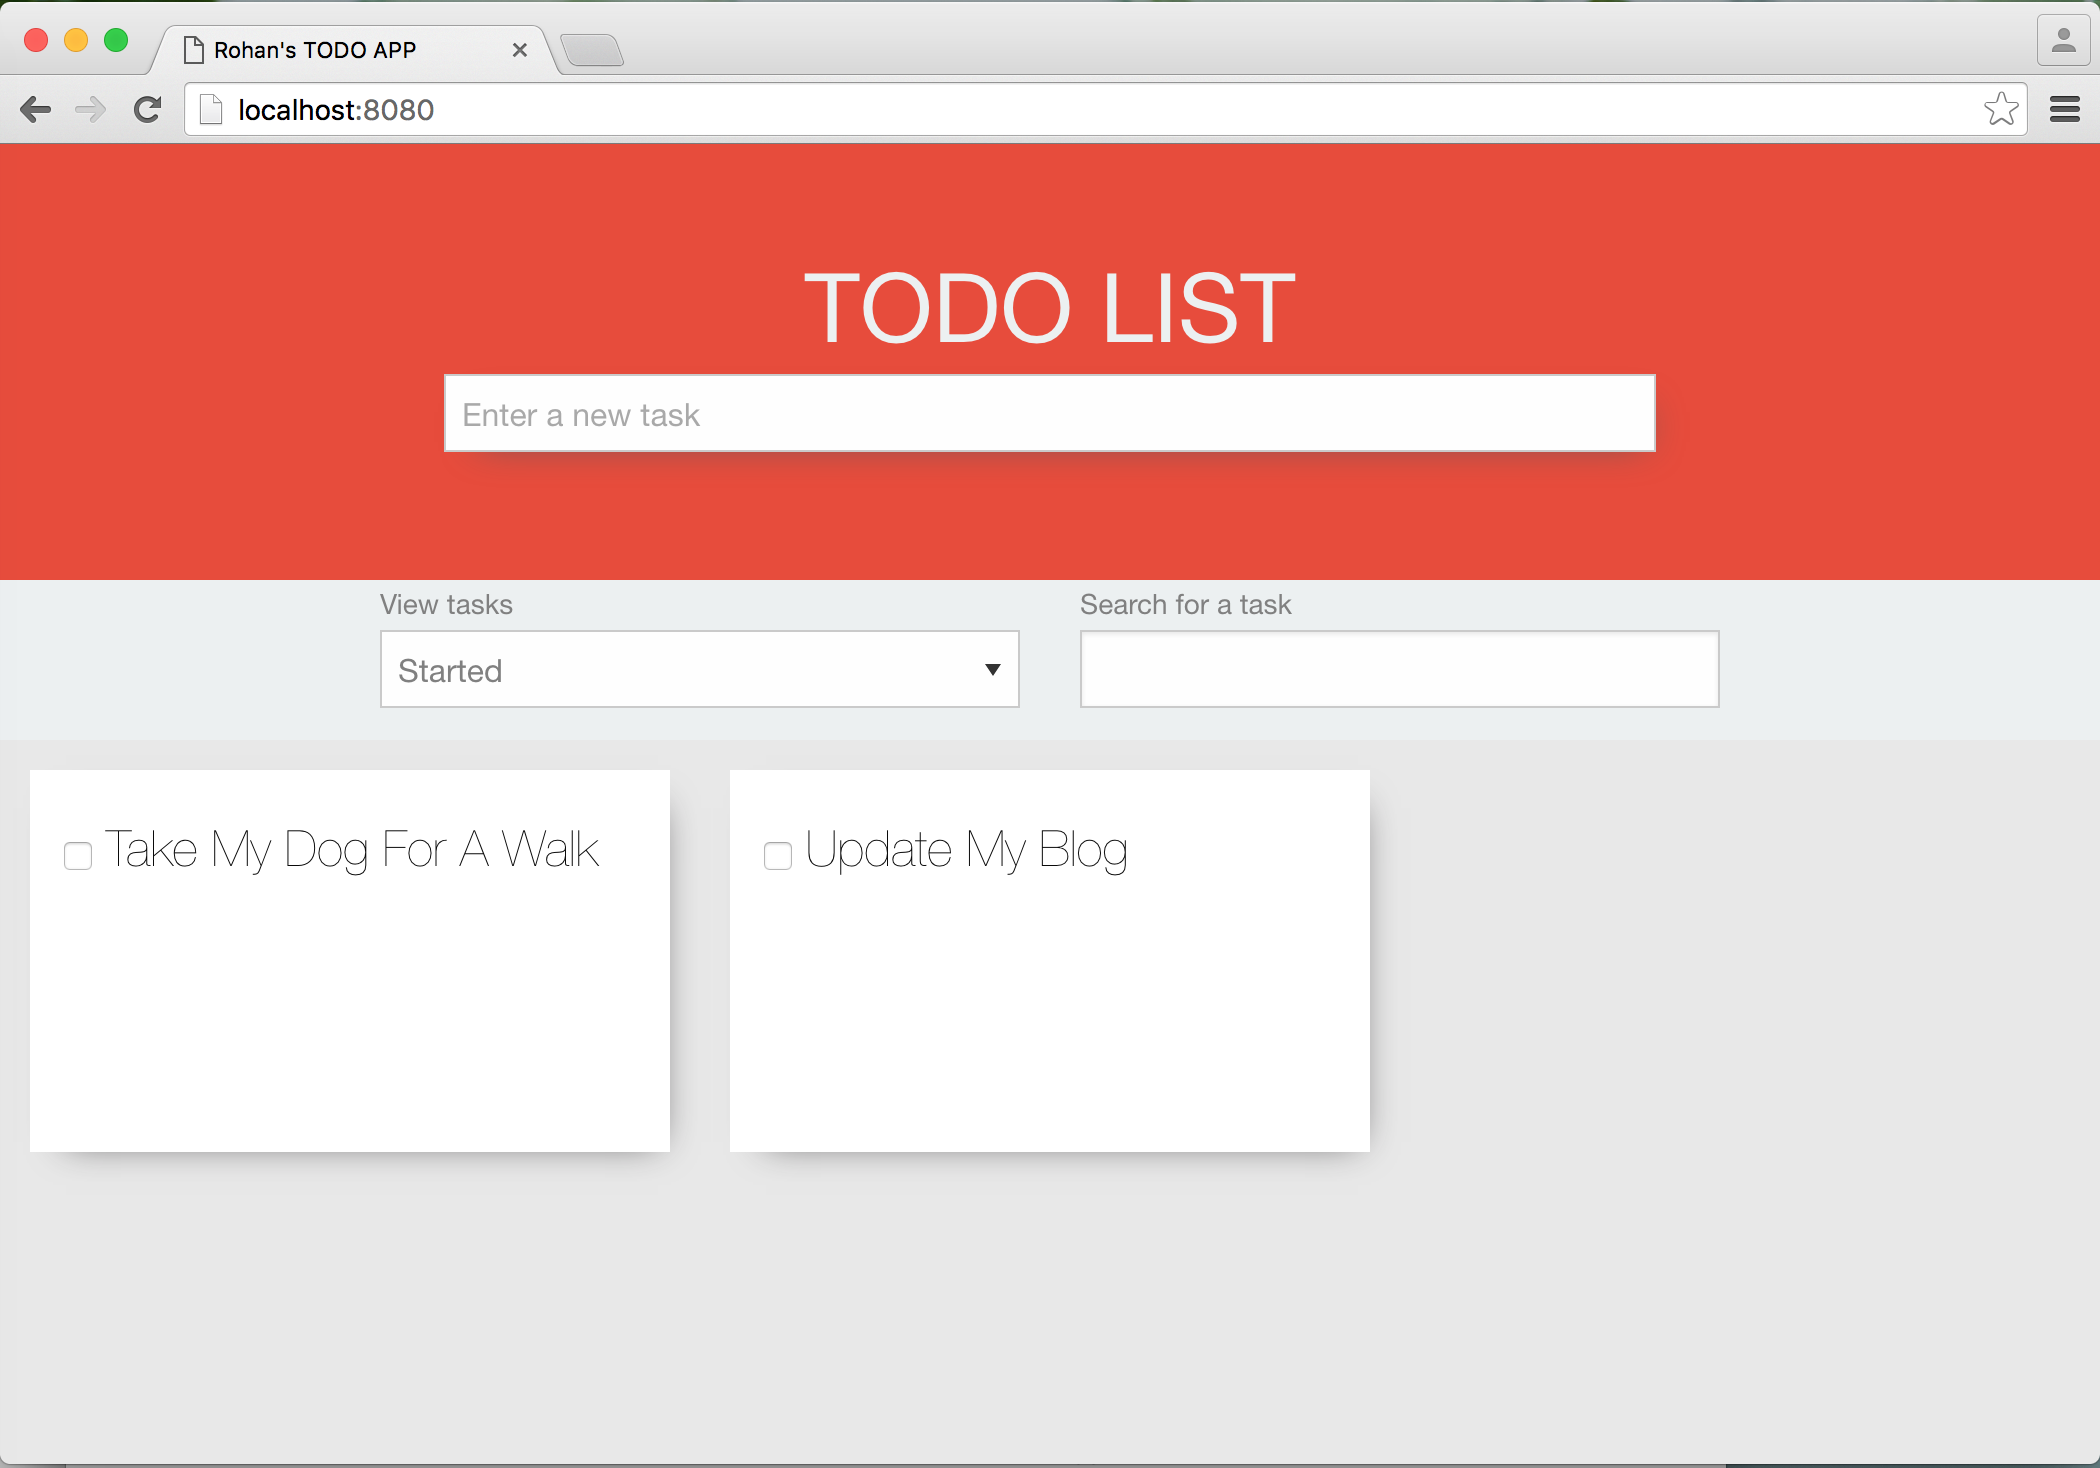 Rohan's TODO APP
localhost:8080
TODO LIST
Enter a new task
View tasks
Search for a task
Started
Take My Dog For A Walk
Update My Blog